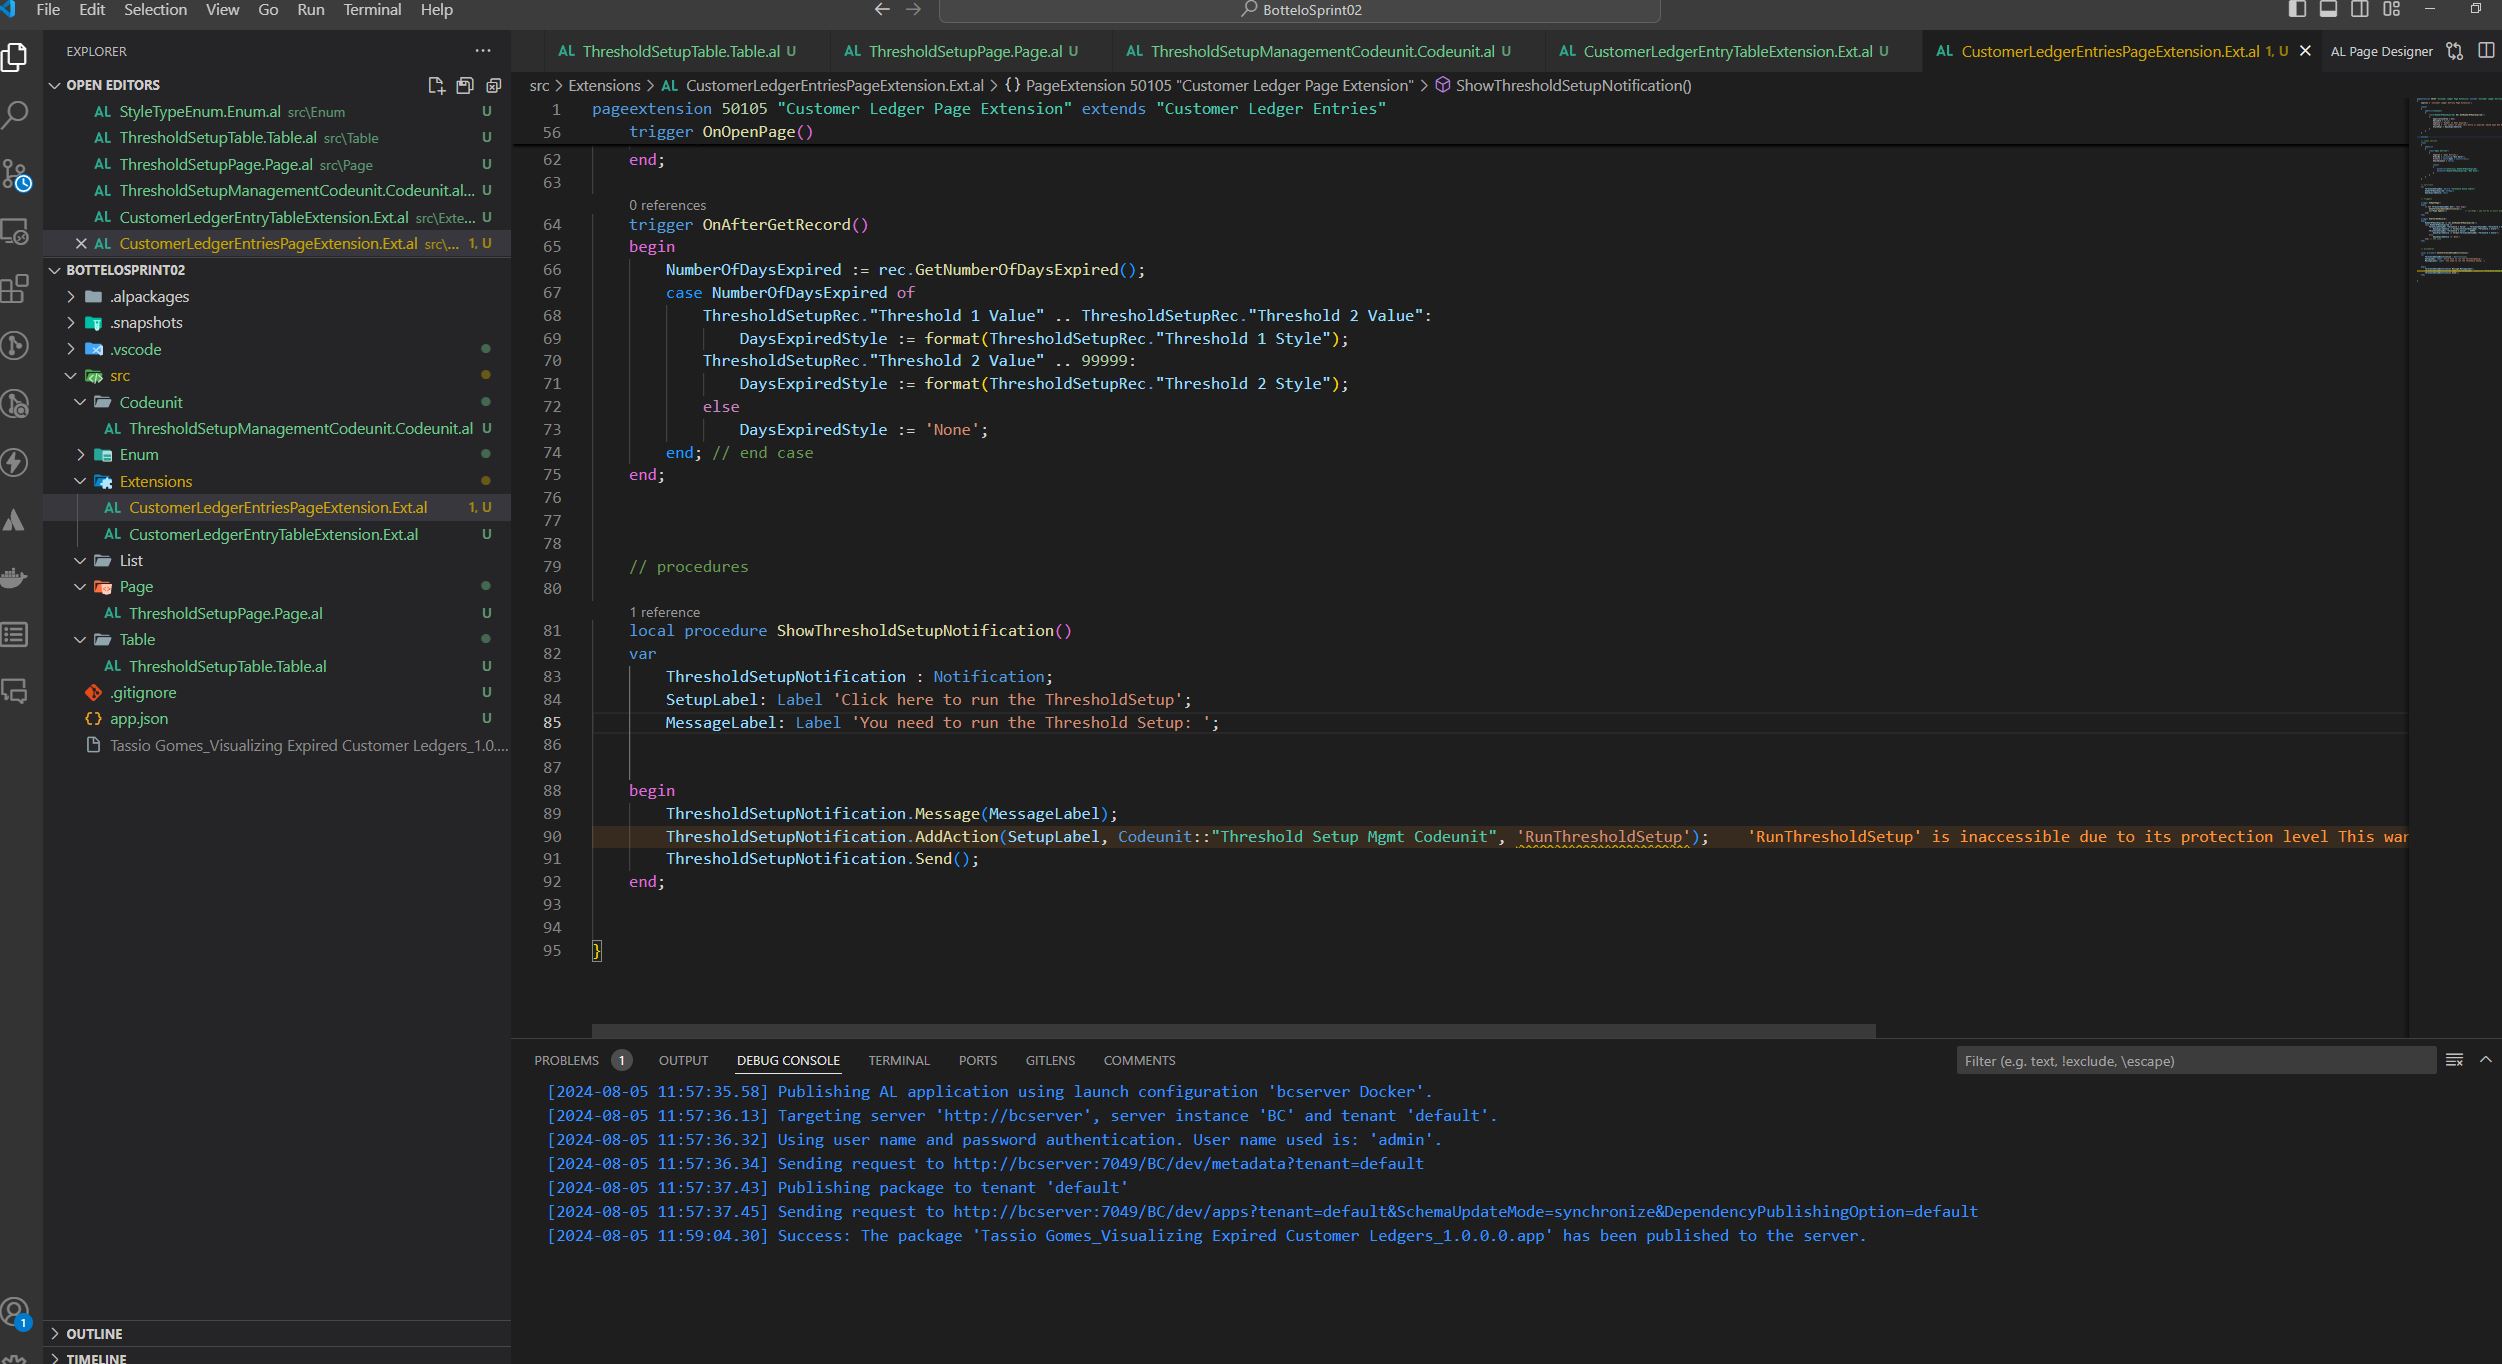 File Edit Selection View Go Run Terminal Help
BotteloSprint02
EXPLORER
OPEN EDITORS
AL StyleTypeEnum.Enum.al src\Enum U
AL ThresholdSetupTable.Table.al src\Table U
AL ThresholdSetupPage.Page.al src\Page U
AL ThresholdSetupManagementCodeunit.Codeunit.al... U
AL CustomerLedgerEntryTableExtension.Ext.al src\Exte... U
AL CustomerLedgerEntriesPageExtension.Ext.al src\... 1, U
BOTTELOSPRINT02
.alpackages
.snapshots
.vscode
src
Codeunit
AL ThresholdSetupManagementCodeunit.Codeunit.al U
Enum
Extensions
AL CustomerLedgerEntriesPageExtension.Ext.al 1, U
AL CustomerLedgerEntryTableExtension.Ext.al U
List
Page
AL ThresholdSetupPage.Page.al U
Table
AL ThresholdSetupTable.Table.al U
.gitignore U
app.json U
Tassio Gomes_Visualizing Expired Customer Ledgers_1.0....
OUTLINE
TIMELINE
1
AL ThresholdSetupTable.Table.al U
AL ThresholdSetupPage.Page.al U
AL ThresholdSetupManagementCodeunit.Codeunit.al U
AL CustomerLedgerEntryTableExtension.Ext.al U
AL CustomerLedgerEntriesPageExtension.Ext.al 1, U
AL Page Designer
src > Extensions > AL CustomerLedgerEntriesPageExtension.Ext.al > {} PageExtension 50105 "Customer Ledger Page Extension" > ShowThresholdSetupNotification()
1 pageextension 50105 "Customer Ledger Page Extension" extends "Customer Ledger Entries"
56 trigger OnOpenPage()
62 end;
63
0 references
64 trigger OnAfterGetRecord()
65 begin
66 NumberOfDaysExpired := rec.GetNumberOfDaysExpired();
67 case NumberOfDaysExpired of
68 ThresholdSetupRec."Threshold 1 Value" .. ThresholdSetupRec."Threshold 2 Value":
69 DaysExpiredStyle := format(ThresholdSetupRec."Threshold 1 Style");
70 ThresholdSetupRec."Threshold 2 Value" .. 99999:
71 DaysExpiredStyle := format(ThresholdSetupRec."Threshold 2 Style");
72 else
73 DaysExpiredStyle := 'None';
74 end; // end case
75 end;
76
77
78
79 // procedures
80
1 reference
81 local procedure ShowThresholdSetupNotification()
82 var
83 ThresholdSetupNotification : Notification;
84 SetupLabel: Label 'Click here to run the ThresholdSetup';
85 MessageLabel: Label 'You need to run the Threshold Setup: ';
86
87
88 begin
89 ThresholdSetupNotification.Message(MessageLabel);
90 ThresholdSetupNotification.AddAction(SetupLabel, Codeunit::"Threshold Setup Mgmt Codeunit", 'RunThresholdSetup'); 'RunThresholdSetup' is inaccessible due to its protection level This war
91 ThresholdSetupNotification.Send();
92 end;
93
94
95 }
PROBLEMS 1 OUTPUT DEBUG CONSOLE TERMINAL PORTS GITLENS COMMENTS
Filter (e.g. text, !exclude, \escape)
[2024-08-05 11:57:35.58] Publishing AL application using launch configuration 'bcserver Docker'.
[2024-08-05 11:57:36.13] Targeting server 'http://bcserver', server instance 'BC' and tenant 'default'.
[2024-08-05 11:57:36.32] Using user name and password authentication. User name used is: 'admin'.
[2024-08-05 11:57:36.34] Sending request to http://bcserver:7049/BC/dev/metadata?tenant=default
[2024-08-05 11:57:37.43] Publishing package to tenant 'default'
[2024-08-05 11:57:37.45] Sending request to http://bcserver:7049/BC/dev/apps?tenant=default&SchemaUpdateMode=synchronize&DependencyPublishingOption=default
[2024-08-05 11:59:04.30] Success: The package 'Tassio Gomes_Visualizing Expired Customer Ledgers_1.0.0.0.app' has been published to the server.